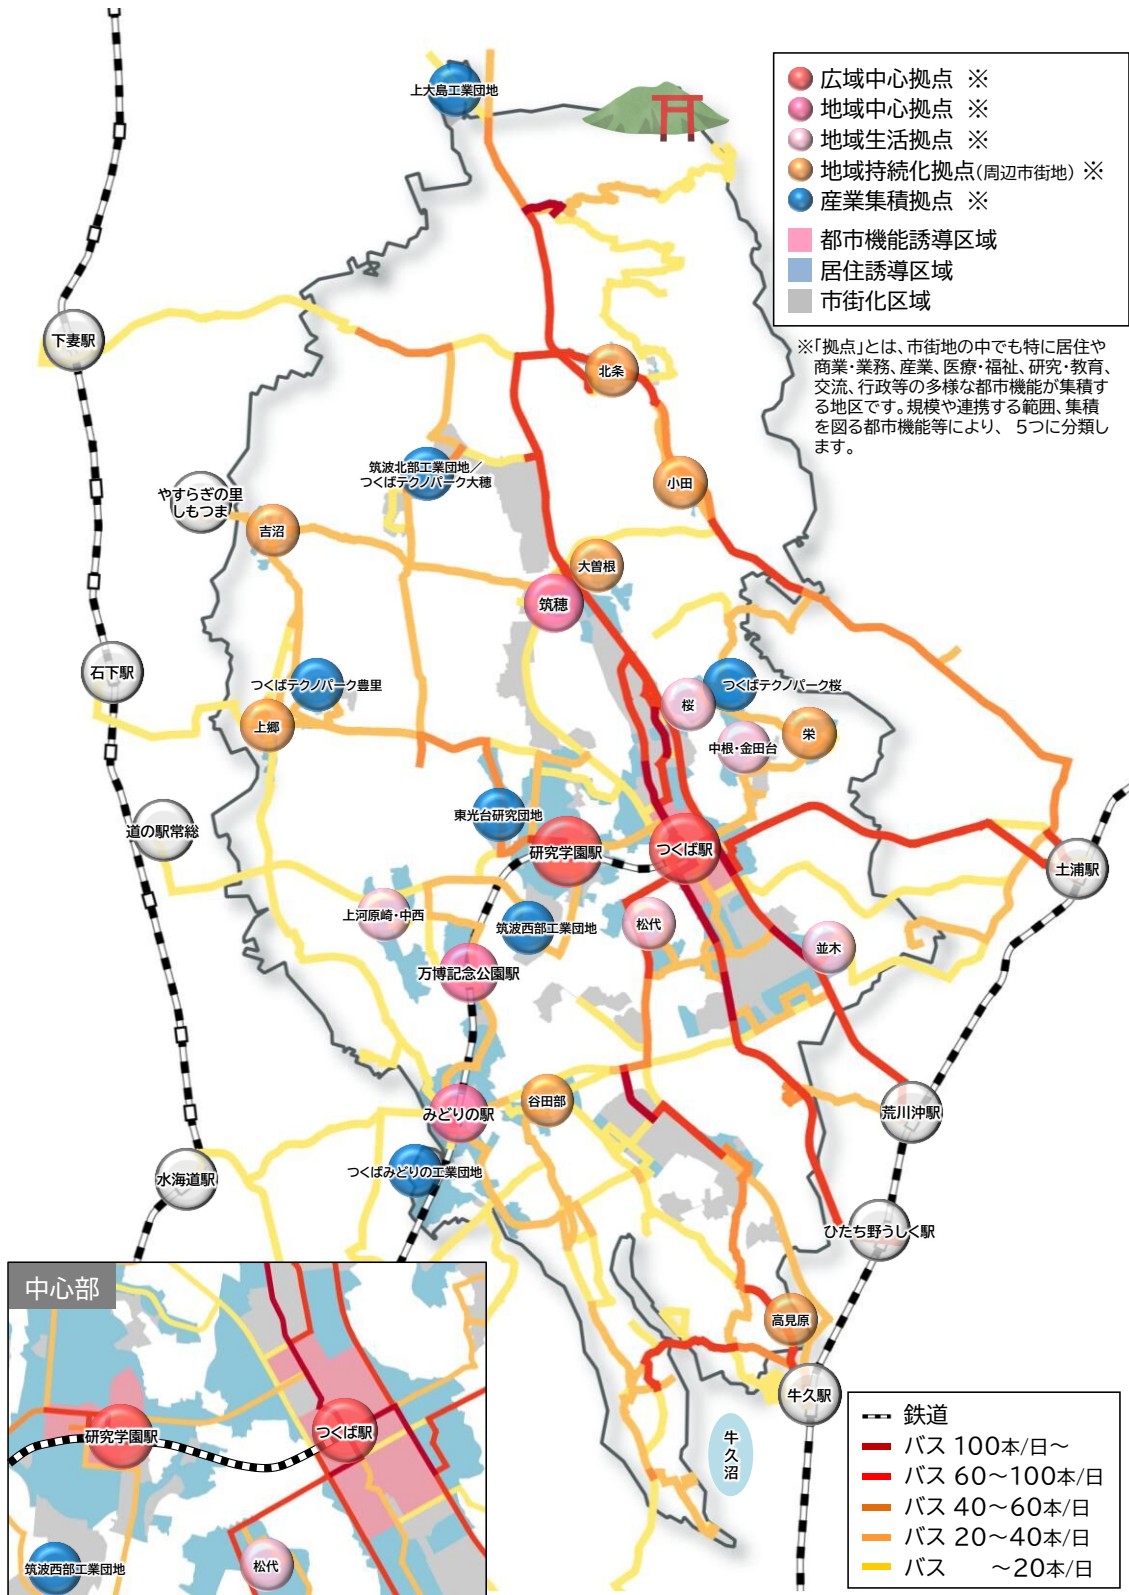 広域中心拠点 ※
地域中心拠点 ※
地域生活拠点 ※
地域持続化拠点(周辺市街地) ※
産業集積拠点 ※
都市機能誘導区域
居住誘導区域
市街化区域
※「拠点」とは、市街地の中でも特に居住や
商業・業務、産業、医療・福祉、研究・教育、
交流、行政等の多様な都市機能が集積す
る地区です。規模や連携する範囲、集積
を図る都市機能等により、 5つに分類し
ます。
上大島工業団地
下妻駅
北条
筑波北部工業団地／
つくばテクノパーク大穂
小田
やすらぎの里
しもつま
吉沼
大曽根
筑穂
石下駅
つくばテクノパーク豊里
つくばテクノパーク桜
桜
上郷
栄
中根・金田台
東光台研究団地
道の駅常総
研究学園駅
つくば駅
土浦駅
上河原崎・中西
筑波西部工業団地
松代
並木
万博記念公園駅
みどりの駅
谷田部
荒川沖駅
つくばみどりの工業団地
水海道駅
ひたち野うしく駅
高見原
牛久駅
牛久沼
中心部
研究学園駅
つくば駅
筑波西部工業団地
松代
鉄道
バス 100本/日～
バス 60～100本/日
バス 40～60本/日
バス 20～40本/日
バス ～20本/日